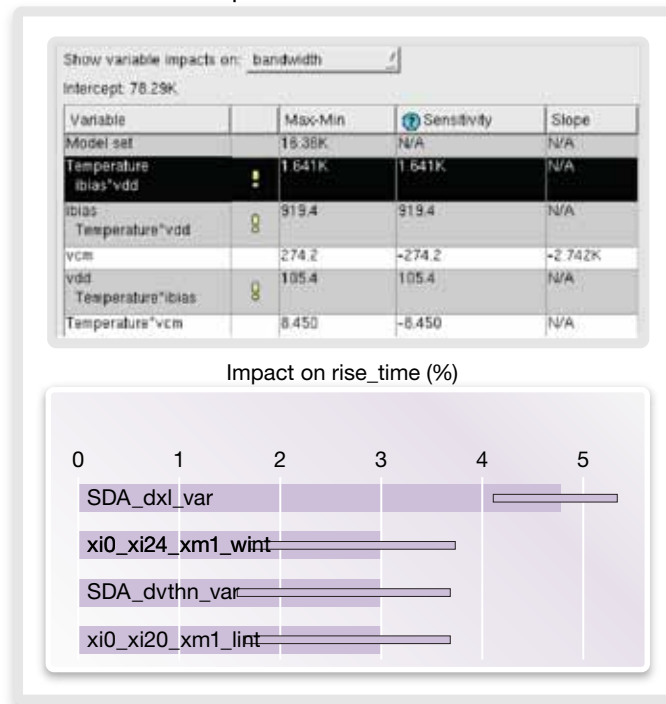 Show variable impacts on: bandwidth
Intercept: 78.29K
Variable Max-Min ? Sensitivity Slope
Model set 16.38K N/A N/A
Temperature 1.641K 1.641K N/A
ibias*vdd
ibias 919.4 919.4 N/A
Temperature*vdd
vcm 274.2 -274.2 -2.742K
vdd 105.4 105.4 N/A
Temperature*ibias
Temperature*vcm 8.450 -8.450 N/A
Impact on rise_time (%)
0 1 2 3 4 5
SDA_dxl_var
xi0_xi24_xm1_wint
SDA_dvthn_var
xi0_xi20_xm1_lint